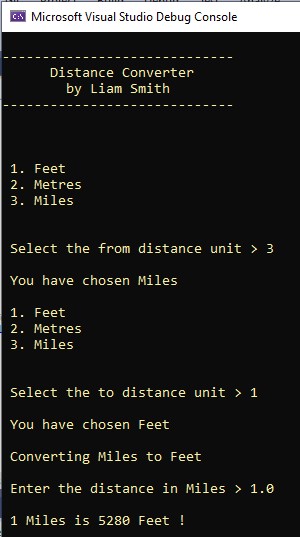 Microsoft Visual Studio Debug Console
-----------------------------
Distance Converter
by Liam Smith
-----------------------------
1. Feet
2. Metres
3. Miles
Select the from distance unit > 3
You have chosen Miles
1. Feet
2. Metres
3. Miles
Select the to distance unit > 1
You have chosen Feet
Converting Miles to Feet
Enter the distance in Miles > 1.0
1 Miles is 5280 Feet !